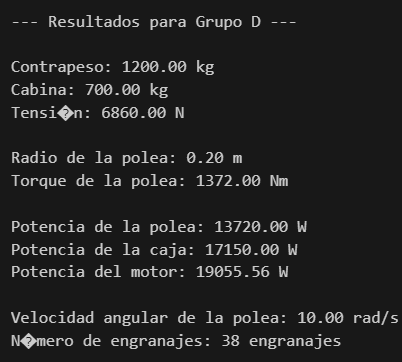 --- Resultados para Grupo D ---
Contrapeso: 1200.00 kg
Cabina: 700.00 kg
Tensi�n: 6860.00 N
Radio de la polea: 0.20 m
Torque de la polea: 1372.00 Nm
Potencia de la polea: 13720.00 W
Potencia de la caja: 17150.00 W
Potencia del motor: 19055.56 W
Velocidad angular de la polea: 10.00 rad/s
N�mero de engranajes: 38 engranajes